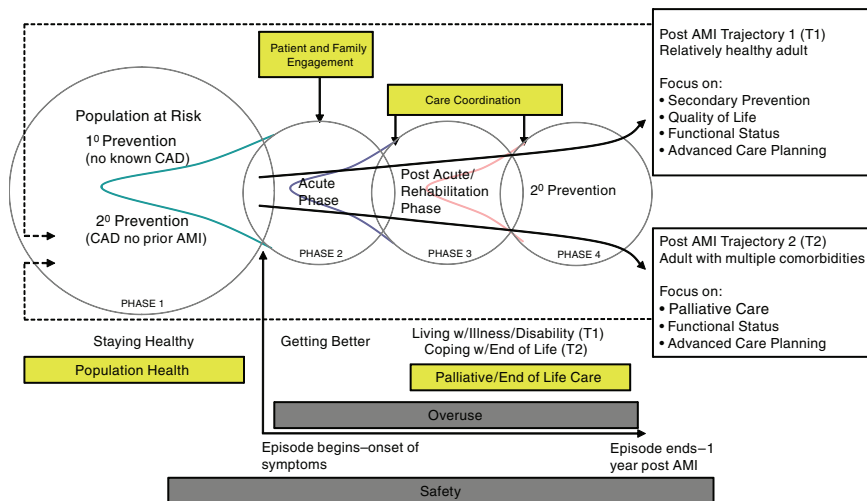 Patient and Family
Engagement
Care Coordination
Post AMI Trajectory 1 (T1)
Relatively healthy adult
Focus on:
• Secondary Prevention
• Quality of Life
• Functional Status
• Advanced Care Planning
Population at Risk
1⁰ Prevention
(no known CAD)
2⁰ Prevention
(CAD no prior AMI)
PHASE 1
Acute
Phase
PHASE 2
Post Acute/
Rehabilitation
Phase
PHASE 3
2⁰ Prevention
PHASE 4
Post AMI Trajectory 2 (T2)
Adult with multiple comorbidities
Focus on:
• Palliative Care
• Functional Status
• Advanced Care Planning
Staying Healthy
Getting Better
Living w/Illness/Disability (T1)
Coping w/End of Life (T2)
Population Health
Palliative/End of Life Care
Overuse
Episode begins–onset of
symptoms
Episode ends–1
year post AMI
Safety